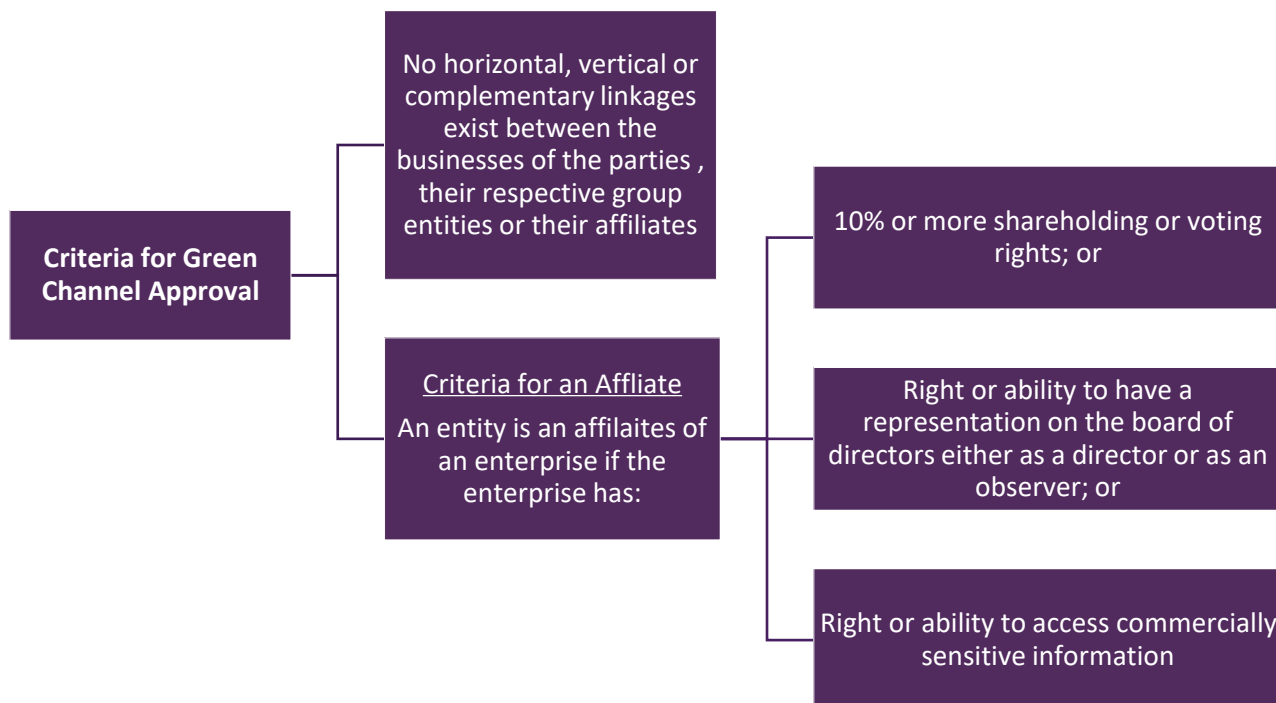 No horizontal, vertical or
complementary linkages
exist between the
businesses of the parties ,
their respective group
entities or their affiliates
Criteria for Green
Channel Approval
Criteria for an Affliate
An entity is an affilaites of
an enterprise if the
enterprise has:
10% or more shareholding or voting
rights; or
Right or ability to have a
representation on the board of
directors either as a director or as an
observer; or
Right or ability to access commercially
sensitive information